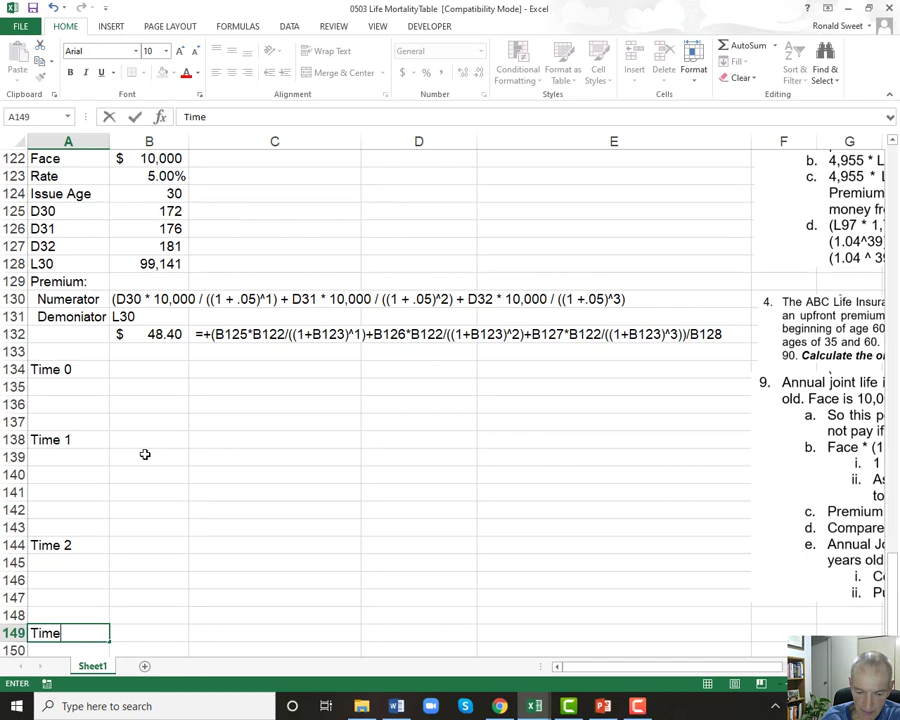 0503 Life MortalityTable [Compatibility Mode] - Excel
FILE HOME INSERT PAGE LAYOUT FORMULAS DATA REVIEW VIEW DEVELOPER
Ronald Sweet
Arial 10 Wrap Text General AutoSum
Paste B I U Merge & Center $ % Conditional Formatting Format as Table Cell Styles Insert Delete Format Fill Clear Sort & Filter Find & Select
Clipboard Font Alignment Number Styles Cells Editing
A149 Time
A B C D E F G
122 Face $ 10,000
123 Rate 5.00%
124 Issue Age 30
125 D30 172
126 D31 176
127 D32 181
128 L30 99,141
129 Premium:
130 Numerator (D30 * 10,000 / ((1 + .05)^1) + D31 * 10,000 / ((1 + .05)^2) + D32 * 10,000 / ((1 + .05)^3)
131 Demoniator L30
132 $ 48.40 =+(B125*B122/((1+B123)^1)+B126*B122/((1+B123)^2)+B127*B122/((1+B123)^3))/B128
133
134 Time 0
135
136
137
138 Time 1
139
140
141
142
143
144 Time 2
145
146
147
148
149 Time
150
b. 4,955 * L
c. 4,955 * L
Premium
money fr
d. (L97 * 1,
(1.04^39)
(1.04 ^ 39
4. The ABC Life Insura
an upfront premium
beginning of age 60
ages of 35 and 60.
90. Calculate the o
9. Annual joint life i
old. Face is 10,0
a. So this p
not pay if
b. Face * (1
i. 1
ii. As
to
c. Premium
d. Compare
e. Annual Jo
years old
i. Co
ii. Pu
Sheet1
ENTER
Type here to search